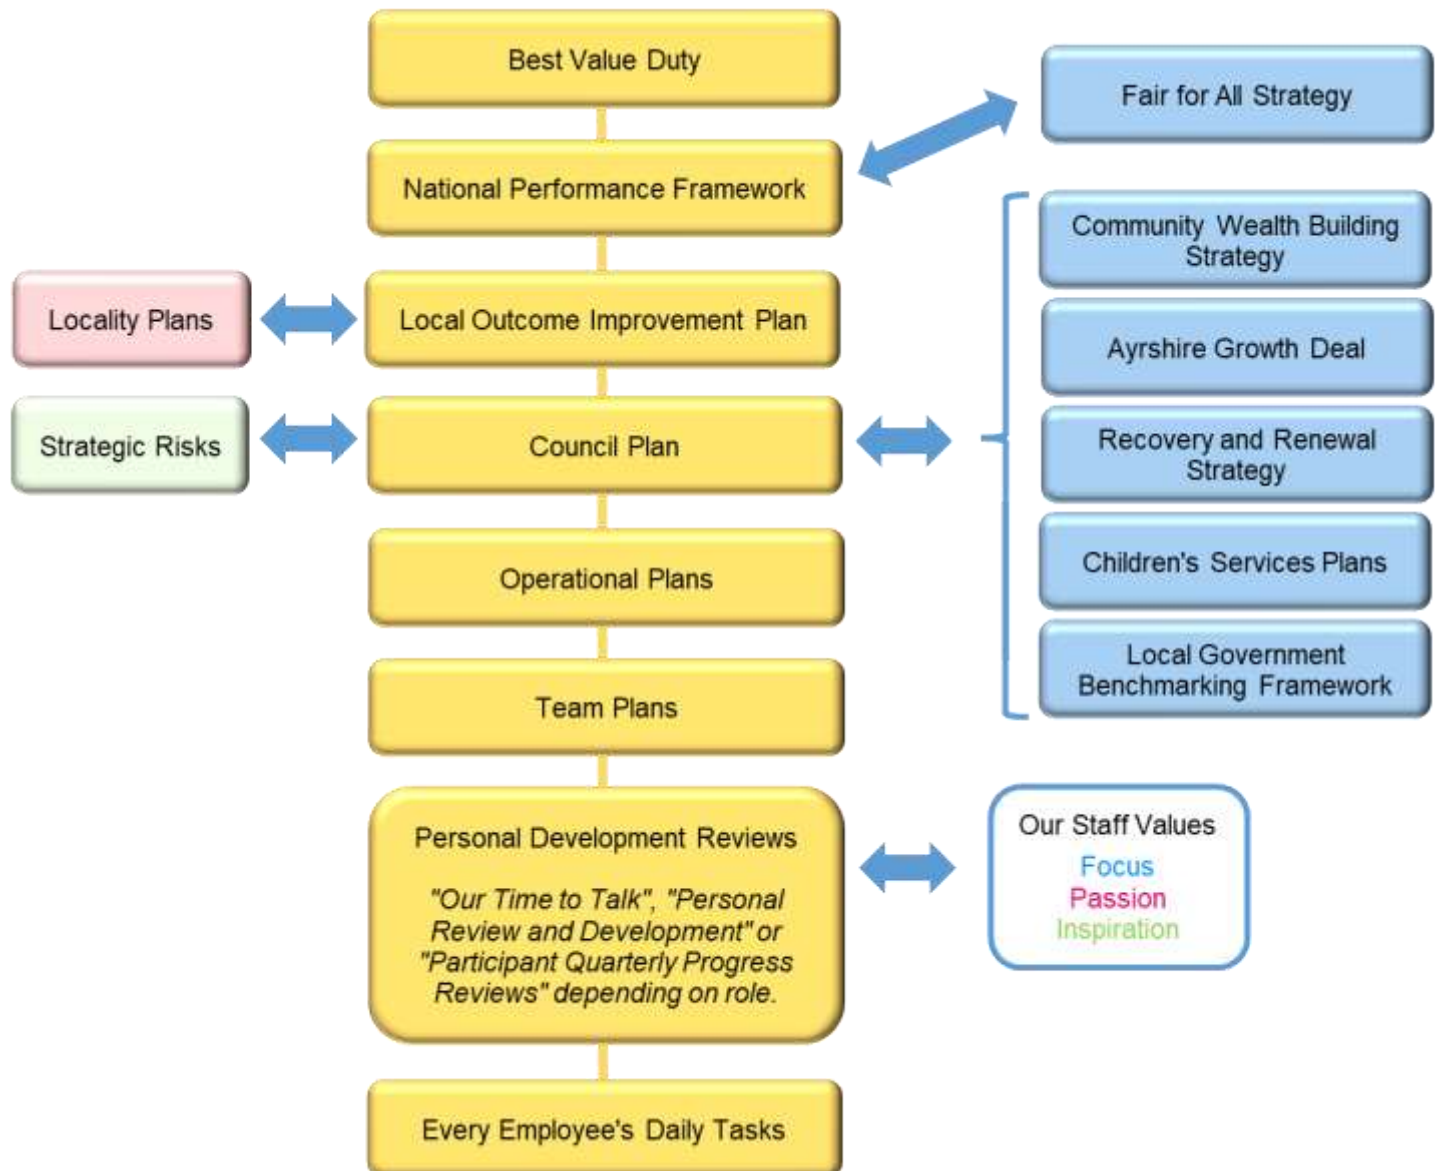 Best Value Duty
Fair for All Strategy
National Performance Framework
Community Wealth Building
Strategy
Locality Plans
Local Outcome Improvement Plan
Ayrshire Growth Deal
Strategic Risks
Council Plan
Recovery and Renewal
Strategy
Operational Plans
Children's Services Plans
Local Government
Benchmarking Framework
Team Plans
Personal Development Reviews
"Our Time to Talk", "Personal
Review and Development" or
"Participant Quarterly Progress
Reviews" depending on role.
Our Staff Values
Focus
Passion
Inspiration
Every Employee's Daily Tasks